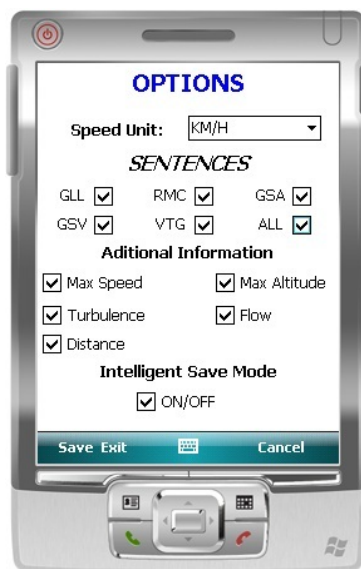 OPTIONS
Speed Unit: KM/H
SENTENCES
GLL RMC GSA
GSV VTG ALL
Aditional Information
Max Speed Max Altitude
Turbulence Flow
Distance
Intelligent Save Mode
ON/OFF
Save Exit Cancel